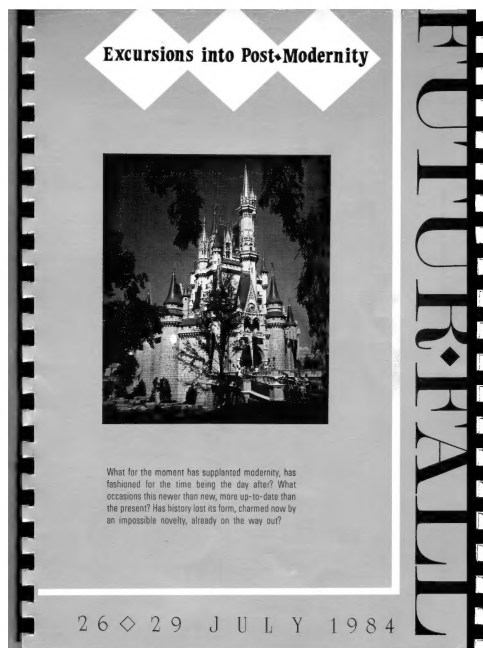 Excursions into Post◆Modernity
FUTUR◆FALL
What for the moment has supplanted modernity, has
fashioned for the time being the day after? What
occasions this newer than new, more up-to-date than
the present? Has history lost its form, charmed now by
an impossible novelty, already on the way out?
26 ◇ 29 JULY 1984